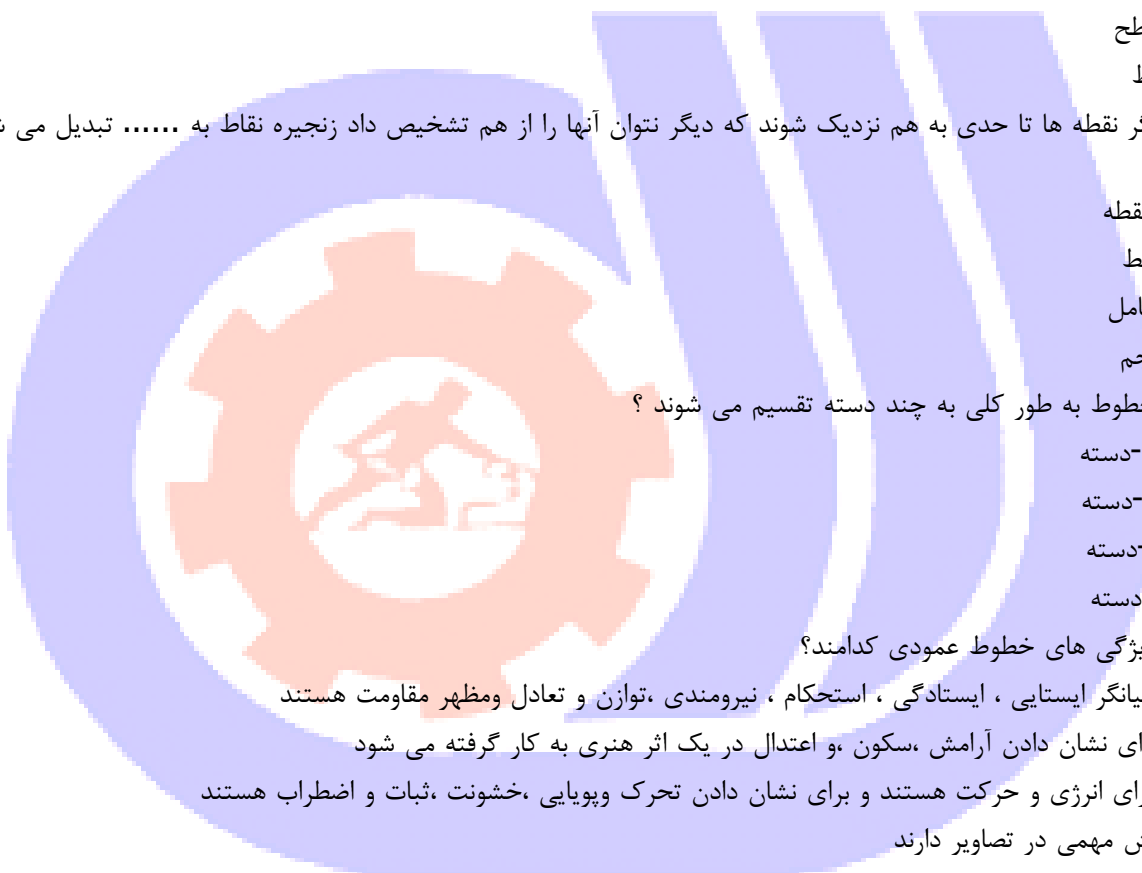 طح
ط
گر نقطه ها تا حدی به هم نزدیک شوند که دیگر نتوان آنها را از هم تشخیص داد زنجیره نقاط به ...... تبدیل می ش
قطه
ط
امل
جم
خطوط به طور کلی به چند دسته تقسیم می شوند ؟
-دسته
-دسته
-دسته
دسته
یژگی های خطوط عمودی کدامند؟
یانگر ایستایی ، ایستادگی ، استحکام ، نیرومندی ،توازن و تعادل ومظهر مقاومت هستند
ای نشان دادن آرامش ،سکون ،و اعتدال در یک اثر هنری به کار گرفته می شود
رای انرژی و حرکت هستند و برای نشان دادن تحرک وپویایی ،خشونت ،ثبات و اضطراب هستند
ش مهمی در تصاویر دارند